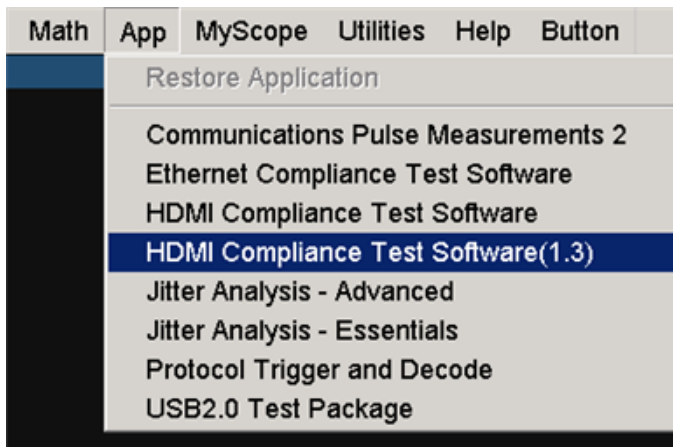 Math App MyScope Utilities Help Button
Restore Application
Communications Pulse Measurements 2
Ethernet Compliance Test Software
HDMI Compliance Test Software
HDMI Compliance Test Software(1.3)
Jitter Analysis - Advanced
Jitter Analysis - Essentials
Protocol Trigger and Decode
USB2.0 Test Package